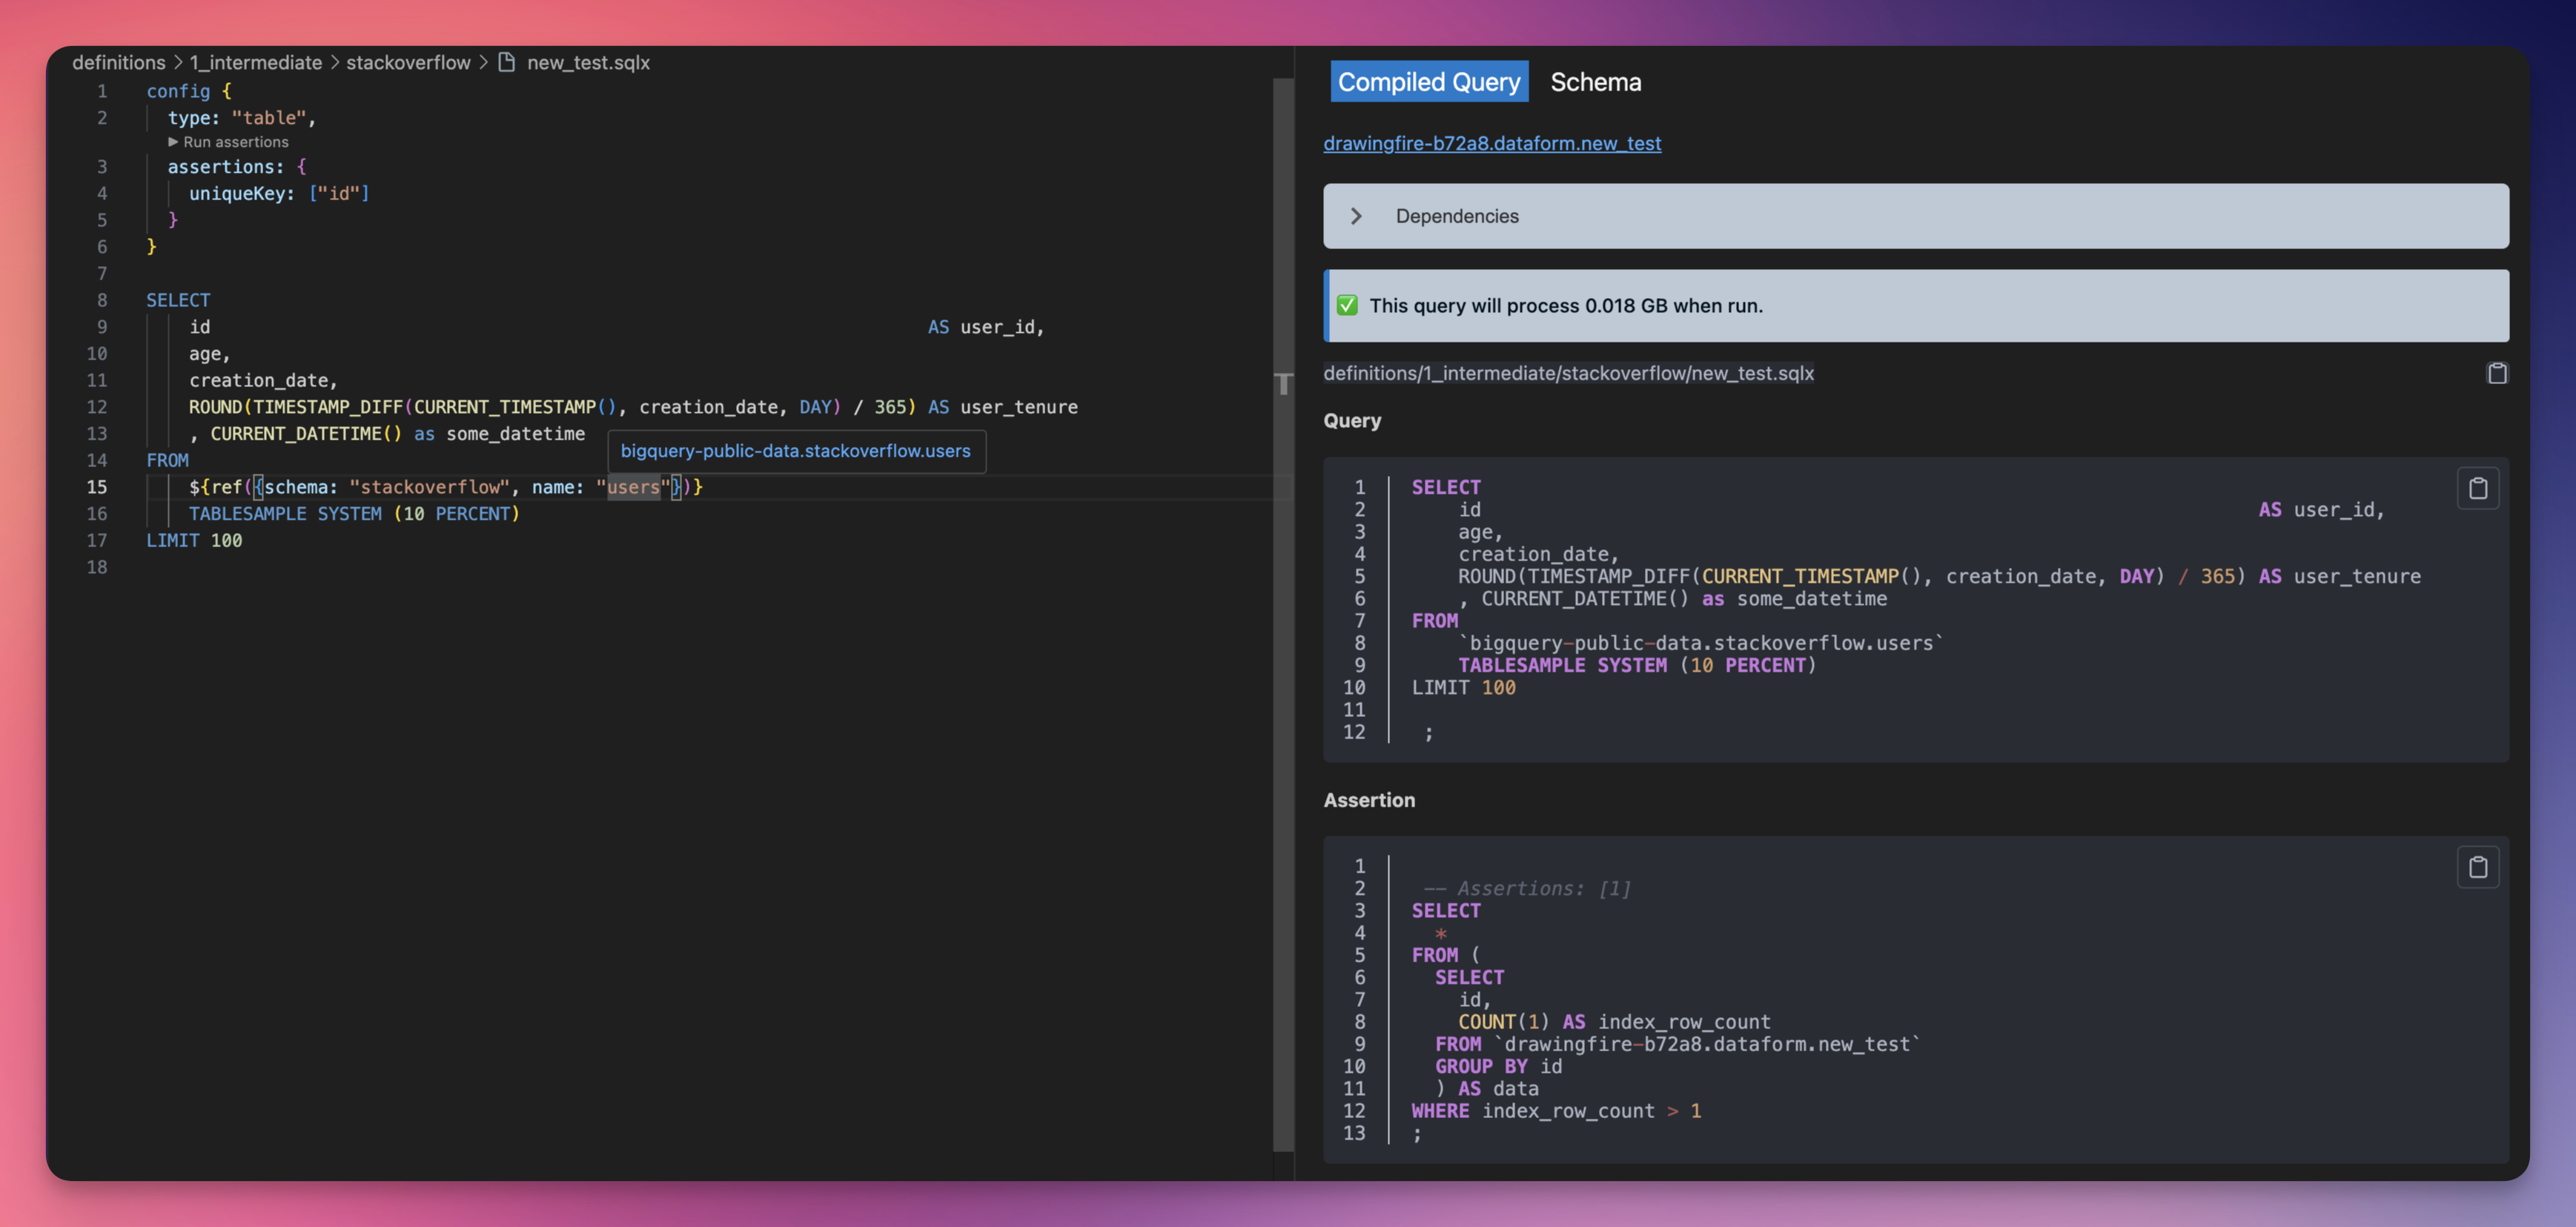 definitions > 1_intermediate > stackoverflow > new_test.sqlx
1 config {
2 type: "table",
Run assertions
3 assertions: {
4 uniqueKey: ["id"]
5 }
6 }
7
8 SELECT
9 id AS user_id,
10 age,
11 creation_date,
12 ROUND(TIMESTAMP_DIFF(CURRENT_TIMESTAMP(), creation_date, DAY) / 365) AS user_tenure
13 , CURRENT_DATETIME() as some_datetime
bigquery-public-data.stackoverflow.users
14 FROM
15 ${ref({schema: "stackoverflow", name: "users"})}
16 TABLESAMPLE SYSTEM (10 PERCENT)
17 LIMIT 100
18
Compiled Query Schema
drawingfire-b72a8.dataform.new_test
Dependencies
✅ This query will process 0.018 GB when run.
definitions/1_intermediate/stackoverflow/new_test.sqlx
Query
1 SELECT
2 id AS user_id,
3 age,
4 creation_date,
5 ROUND(TIMESTAMP_DIFF(CURRENT_TIMESTAMP(), creation_date, DAY) / 365) AS user_tenure
6 , CURRENT_DATETIME() as some_datetime
7 FROM
8 `bigquery-public-data.stackoverflow.users`
9 TABLESAMPLE SYSTEM (10 PERCENT)
10 LIMIT 100
11
12 ;
Assertion
1
2 -- Assertions: [1]
3 SELECT
4 *
5 FROM (
6 SELECT
7 id,
8 COUNT(1) AS index_row_count
9 FROM `drawingfire-b72a8.dataform.new_test`
10 GROUP BY id
11 ) AS data
12 WHERE index_row_count > 1
13 ;